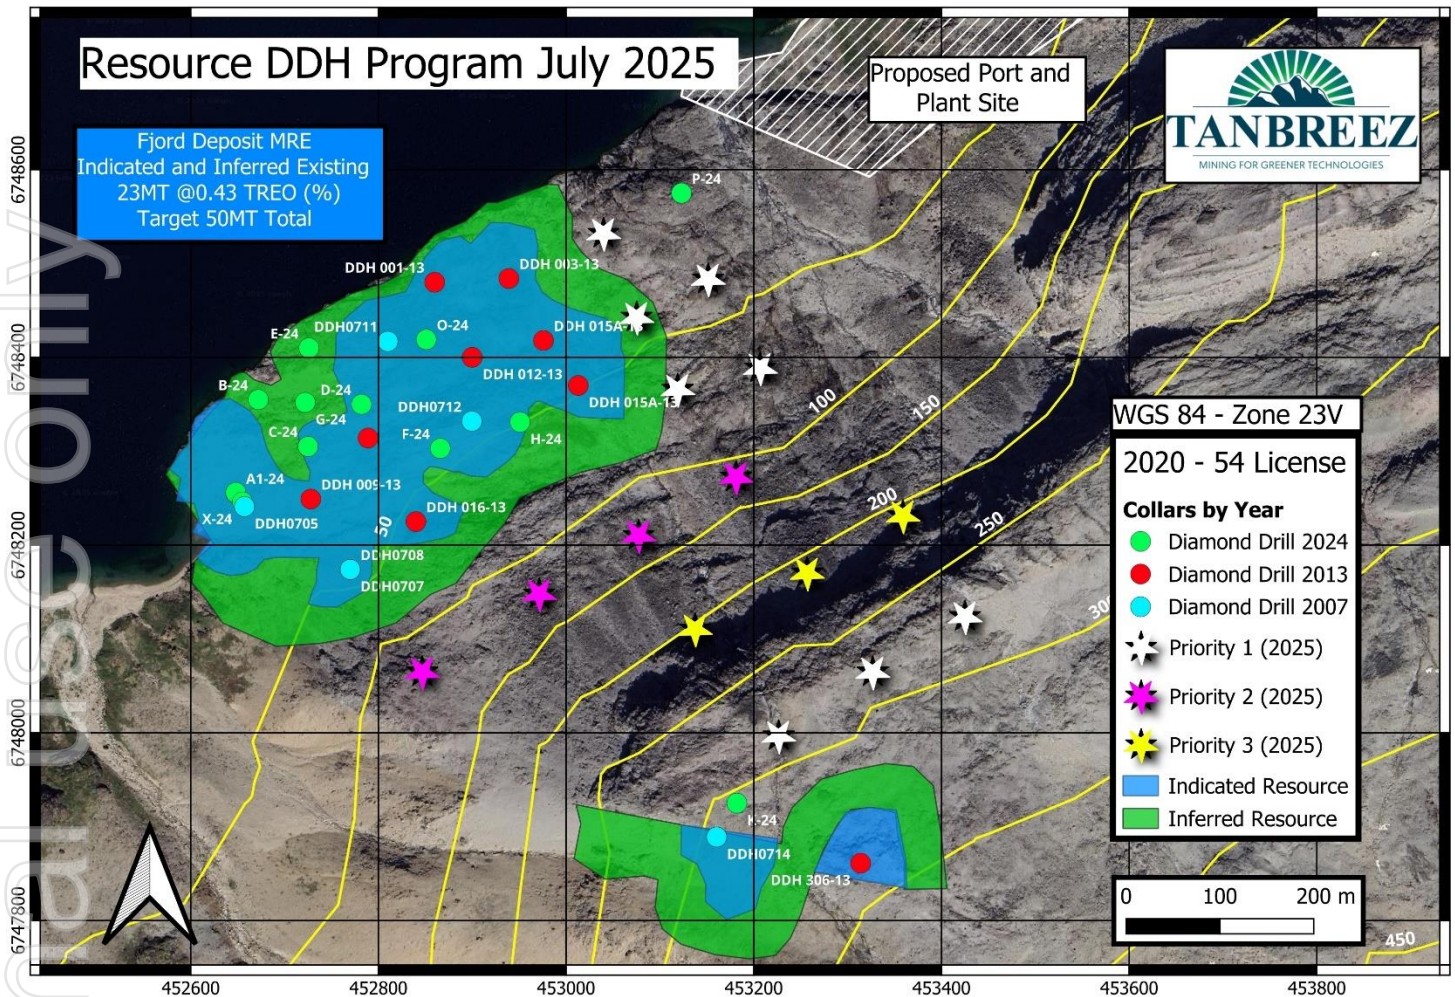 Resource DDH Program July 2025
Proposed Port and
Plant Site
TANBREEZ
MINING FOR GREENER TECHNOLOGIES
Fjord Deposit MRE
Indicated and Inferred Existing
23MT @0.43 TREO (%)
Target 50MT Total
P-24
DDH 001-13
DDH 003-13
E-24
DDH0711
O-24
DDH 015A-13
DDH 012-13
B-24
D-24
DDH 015A-13
G-24
DDH0712
C-24
F-24
H-24
A1-24
DDH 009-13
X-24
DDH0705
DDH 016-13
DDH0708
DDH0707
K-24
DDH0714
DDH 306-13
50
100
150
200
250
300
450
WGS 84 - Zone 23V
2020 - 54 License
Collars by Year
Diamond Drill 2024
Diamond Drill 2013
Diamond Drill 2007
Priority 1 (2025)
Priority 2 (2025)
Priority 3 (2025)
Indicated Resource
Inferred Resource
0 100 200 m
6748600
6748400
6748200
6748000
6747800
452600 452800 453000 453200 453400 453600 453800
nal use only